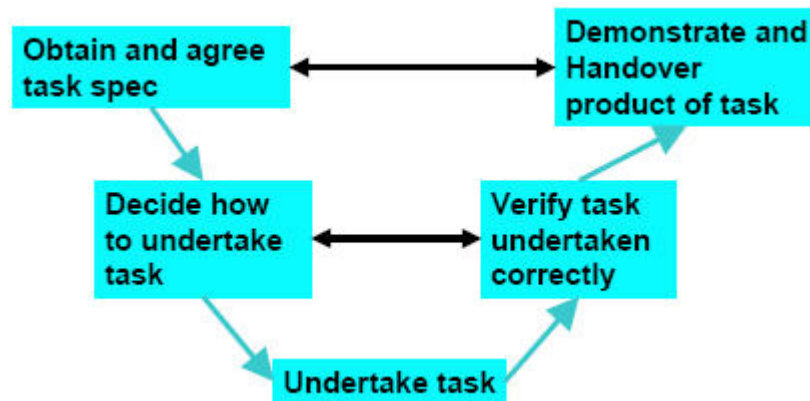 Obtain and agree
task spec
Demonstrate and
Handover
product of task
Decide how
to undertake
task
Verify task
undertaken
correctly
Undertake task